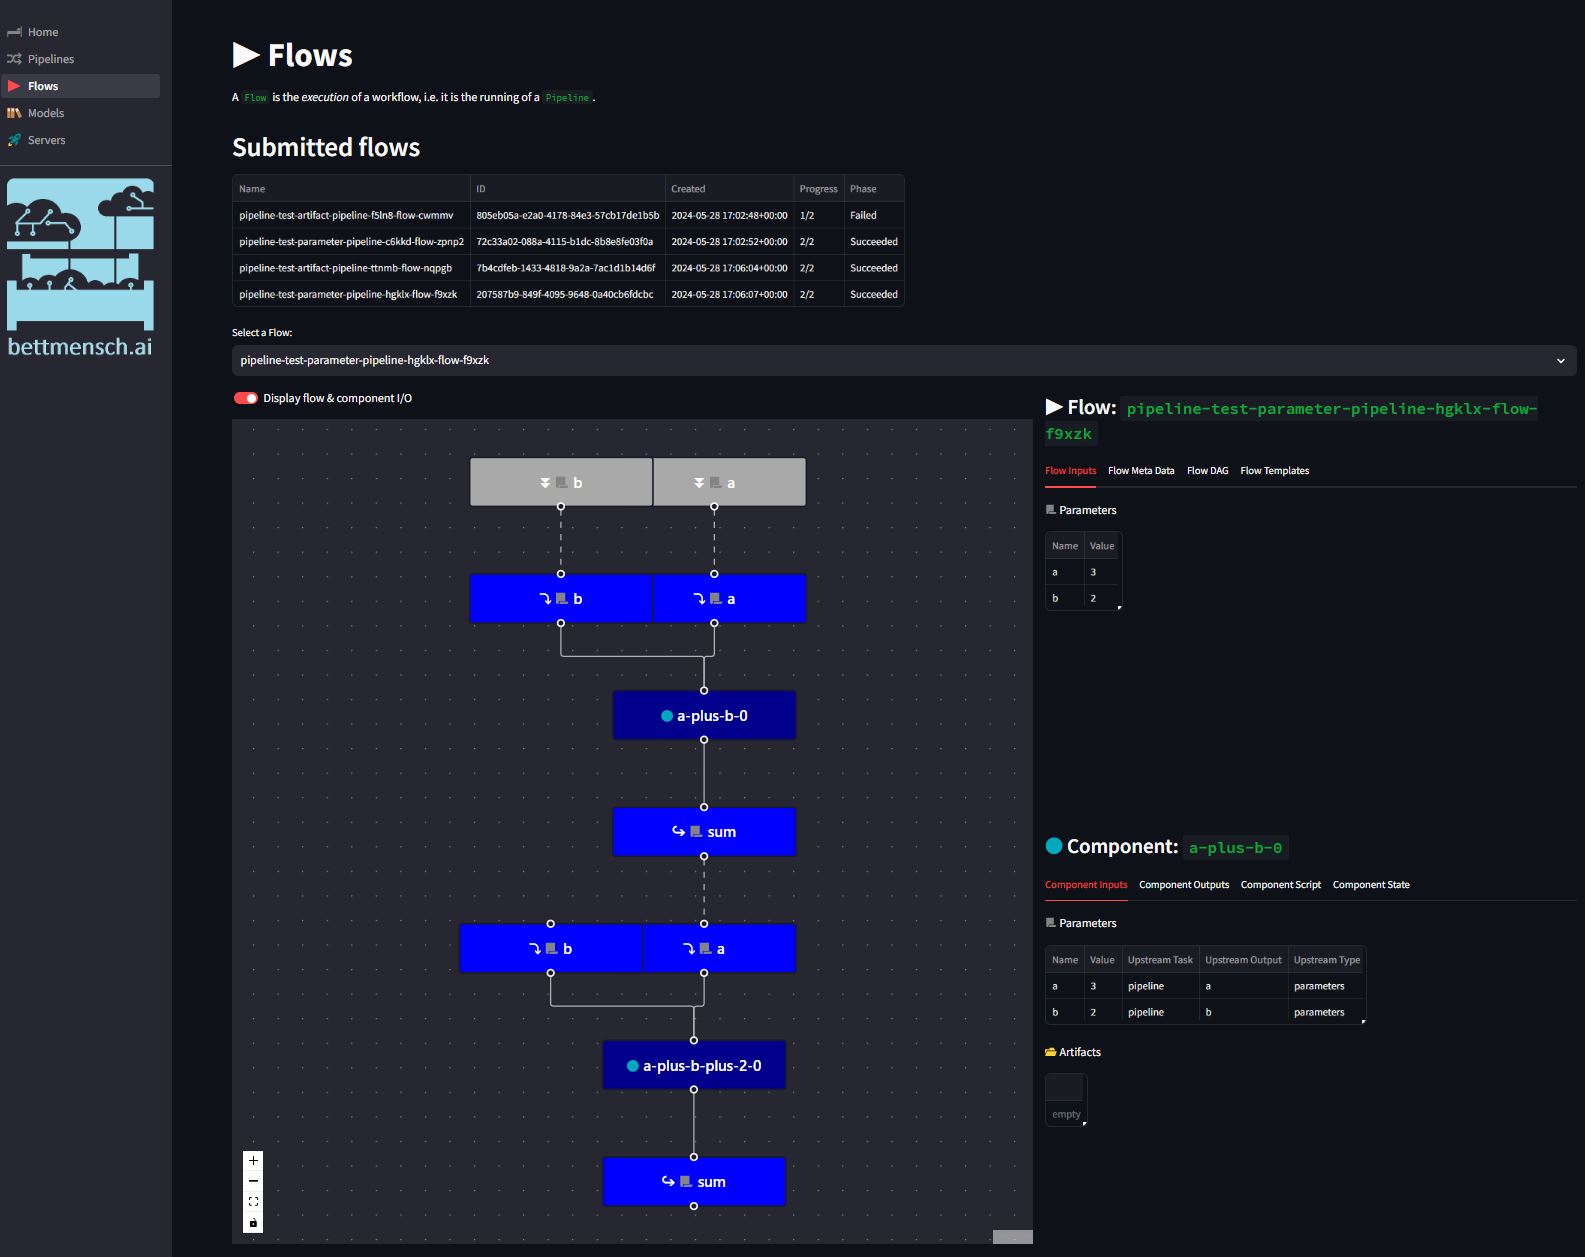 Home
Pipelines
Flows
Models
Servers
bettmensch.ai
Flows
A Flow is the execution of a workflow, i.e. it is the running of a Pipeline.
Submitted flows
Name ID Created Progress Phase
pipeline-test-artifact-pipeline-f5ln8-flow-cwmmv 805eb05a-e2a0-4178-84e3-57cb17de1b5b 2024-05-28 17:02:48+00:00 1/2 Failed
pipeline-test-parameter-pipeline-c6kkd-flow-zpnp2 72c33a02-088a-4115-b1dc-8b8e8fe03f0a 2024-05-28 17:02:52+00:00 2/2 Succeeded
pipeline-test-artifact-pipeline-ttnmb-flow-nqpgb 7b4cdfeb-1433-4818-9a2a-7ac1d1b14d6f 2024-05-28 17:06:04+00:00 2/2 Succeeded
pipeline-test-parameter-pipeline-hgklx-flow-f9xzk 207587b9-849f-4095-9648-0a40cb6fdcbc 2024-05-28 17:06:07+00:00 2/2 Succeeded
Select a Flow:
pipeline-test-parameter-pipeline-hgklx-flow-f9xzk
Display flow & component I/O
b a
b a
a-plus-b-0
sum
b a
a-plus-b-plus-2-0
sum
Flow: pipeline-test-parameter-pipeline-hgklx-flow-
f9xzk
Flow Inputs Flow Meta Data Flow DAG Flow Templates
Parameters
Name Value
a 3
b 2
Component: a-plus-b-0
Component Inputs Component Outputs Component Script Component State
Parameters
Name Value Upstream Task Upstream Output Upstream Type
a 3 pipeline a parameters
b 2 pipeline b parameters
Artifacts
empty